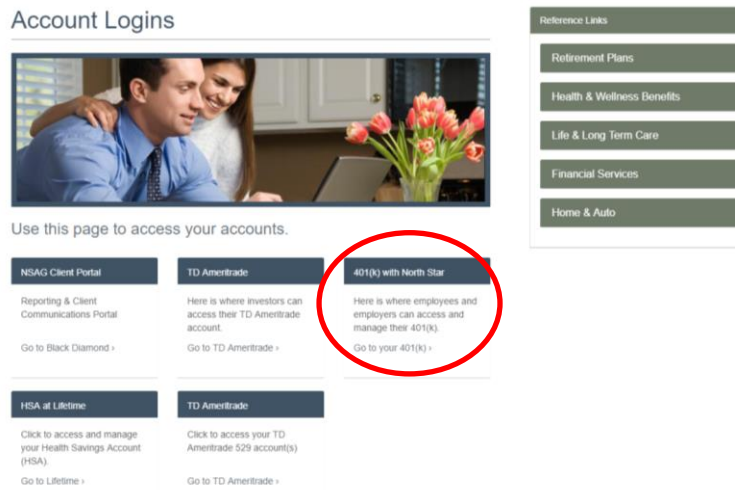 Account Logins
Use this page to access your accounts.
NSAG Client Portal
Reporting & Client
Communications Portal
Go to Black Diamond ›
TD Ameritrade
Here is where investors can
access their TD Ameritrade
account.
Go to TD Ameritrade ›
401(k) with North Star
Here is where employees and
employers can access and
manage their 401(k).
Go to your 401(k) ›
HSA at Lifetime
Click to access and manage
your Health Savings Account
(HSA).
Go to Lifetime ›
TD Ameritrade
Click to access your TD
Ameritrade 529 account(s)
Go to TD Ameritrade ›
Reference Links
Retirement Plans
Health & Wellness Benefits
Life & Long Term Care
Financial Services
Home & Auto